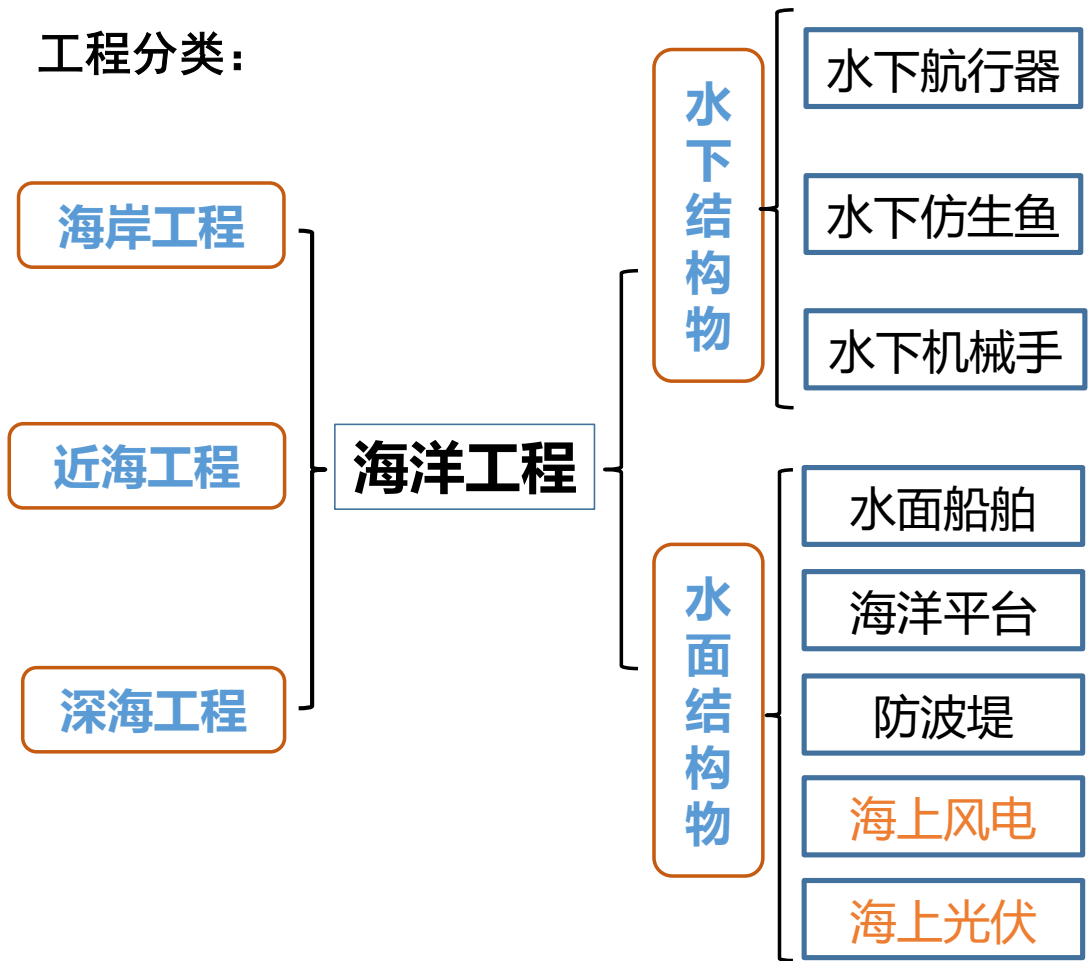 工程分类：
海岸工程
近海工程
深海工程
海洋工程
水下结构物
水下航行器
水下仿生鱼
水下机械手
水面结构物
水面船舶
海洋平台
防波堤
海上风电
海上光伏